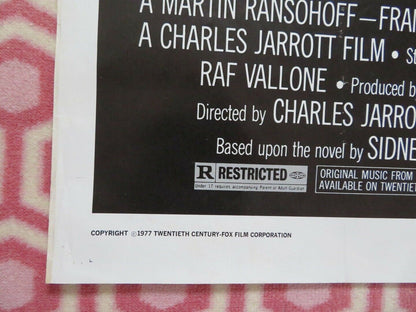 A MARTIN RANSOHOFF—FRAN
A CHARLES JARROTT FILM •
RAF VALLONE • Produced by
Directed by CHARLES JARRO
Based upon the novel by SIDNE
R RESTRICTED
Under 17 requires accompanying Parent or Adult Guardian
ORIGINAL MUSIC FROM
AVAILABLE ON TWENTIE
COPYRIGHT ©1977 TWENTIETH CENTURY-FOX FILM CORPORATION